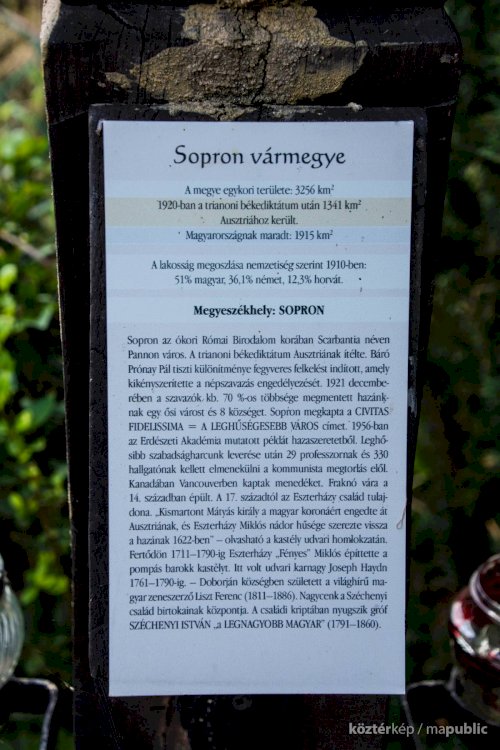 Sopron vármegye
A megye egykori területe: 3256 km²
1920-ban a trianoni békediktátum után 1341 km²
Ausztriához került.
Magyarországnak maradt: 1915 km²
A lakosság megoszlása nemzetiség szerint 1910-ben:
51% magyar, 36,1% német, 12,3% horvát.
Megyeszékhely: SOPRON
Sopron az ókori Római Birodalom korában Scarbantia néven
Pannon város. A trianoni békediktátum Ausztriának ítélte. Báró
Prónay Pál tiszti különítménye fegyveres felkelést indított, amely
kikényszerítette a népszavazás engedélyezését. 1921 decembe-
rében a szavazók kb. 70 %-os többsége megmentett hazánk-
nak egy ősi várost és 8 községet. Sopron megkapta a CIVITAS
FIDELISSIMA = A LEGHŰSÉGESEBB VÁROS címet. 1956-ban
az Erdészeti Akadémia mutatott példát hazaszeretetből. Leghő-
sibb szabadságharcunk leverése után 29 professzornak és 330
hallgatónak kellett elmenekülni a kommunista megtorlás elől.
Kanadában Vancouverben kaptak menedéket. Fraknó vára a
14. században épült. A 17. századtól az Eszterházy család tulaj-
dona. „Kismartont Mátyás király a magyar koronáért engedte át
Ausztriának, és Eszterházy Miklós nádor hűsége szerezte vissza
a hazának 1622-ben” – olvasható a kastély udvari homlokzatán.
Fertődön 1711–1790-ig Eszterházy „Fényes” Miklós építtette a
pompás barokk kastélyt. Itt volt udvari karnagy Joseph Haydn
1761–1790-ig. – Doborján községben született a világhírű ma-
gyar zeneszerző Liszt Ferenc (1811–1886). Nagycenk a Széchenyi
család birtokainak központja. A családi kriptában nyugszik gróf
SZÉCHENYI ISTVÁN „a LEGNAGYOBB MAGYAR” (1791–1860).
köztérkép / mapublic